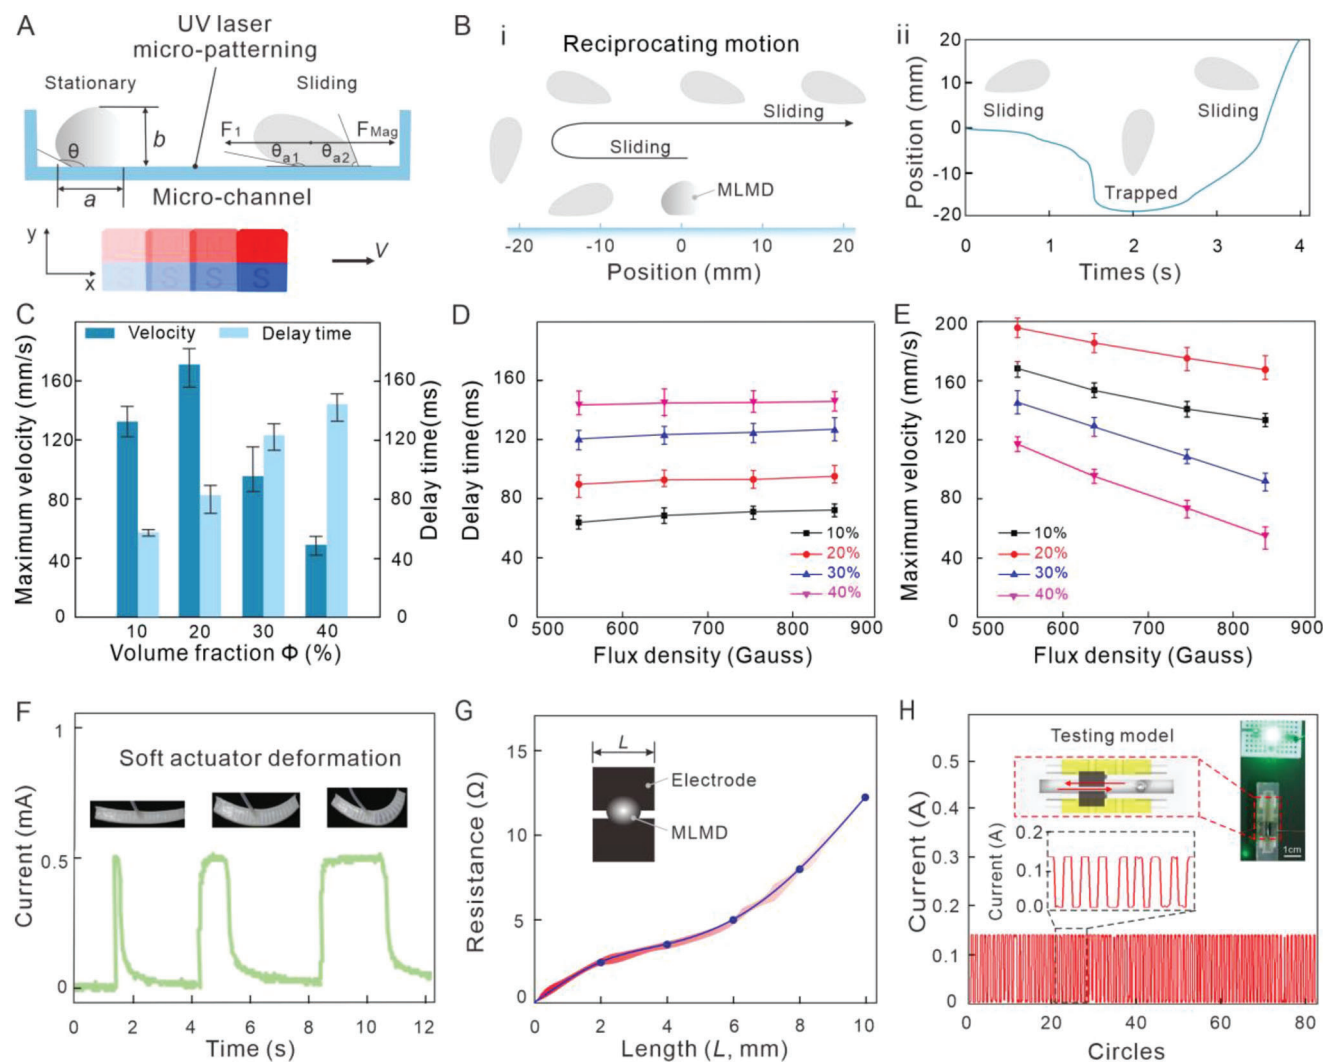 A
UV laser
micro-patterning
Stationary
Sliding
b
F1
FMag
θ
θa1
θa2
a
Micro-channel
y
x
S S S S
V
B
i
Reciprocating motion
Sliding
Sliding
MLMD
-20 -10 0 10 20
Position (mm)
ii
Position (mm)
20
10
0
-10
-20
Sliding
Sliding
Trapped
0 1 2 3 4
Times (s)
C
Velocity Delay time
Maximum velocity (mm/s)
160
120
80
40
0
Delay time(ms)
160
120
80
40
0
10 20 30 40
Volume fraction Φ (%)
D
Delay time(ms)
160
120
80
40
0
10%
20%
30%
40%
500 600 700 800 900
Flux density (Gauss)
E
Maximum velocity (mm/s)
200
160
120
80
40
0
10%
20%
30%
40%
500 600 700 800 900
Flux density (Gauss)
F
Current (mA)
1
0.5
0
Soft actuator deformation
0 2 4 6 8 10 12
Time (s)
G
Resistance (Ω)
15
10
5
0
L
Electrode
MLMD
0 2 4 6 8 10
Length (L, mm)
H
Current (A)
0.5
0.4
0.3
0.2
0.1
0
Testing model
1cm
Current (A)
0.2
0.1
0.0
0 20 40 60 80
Circles